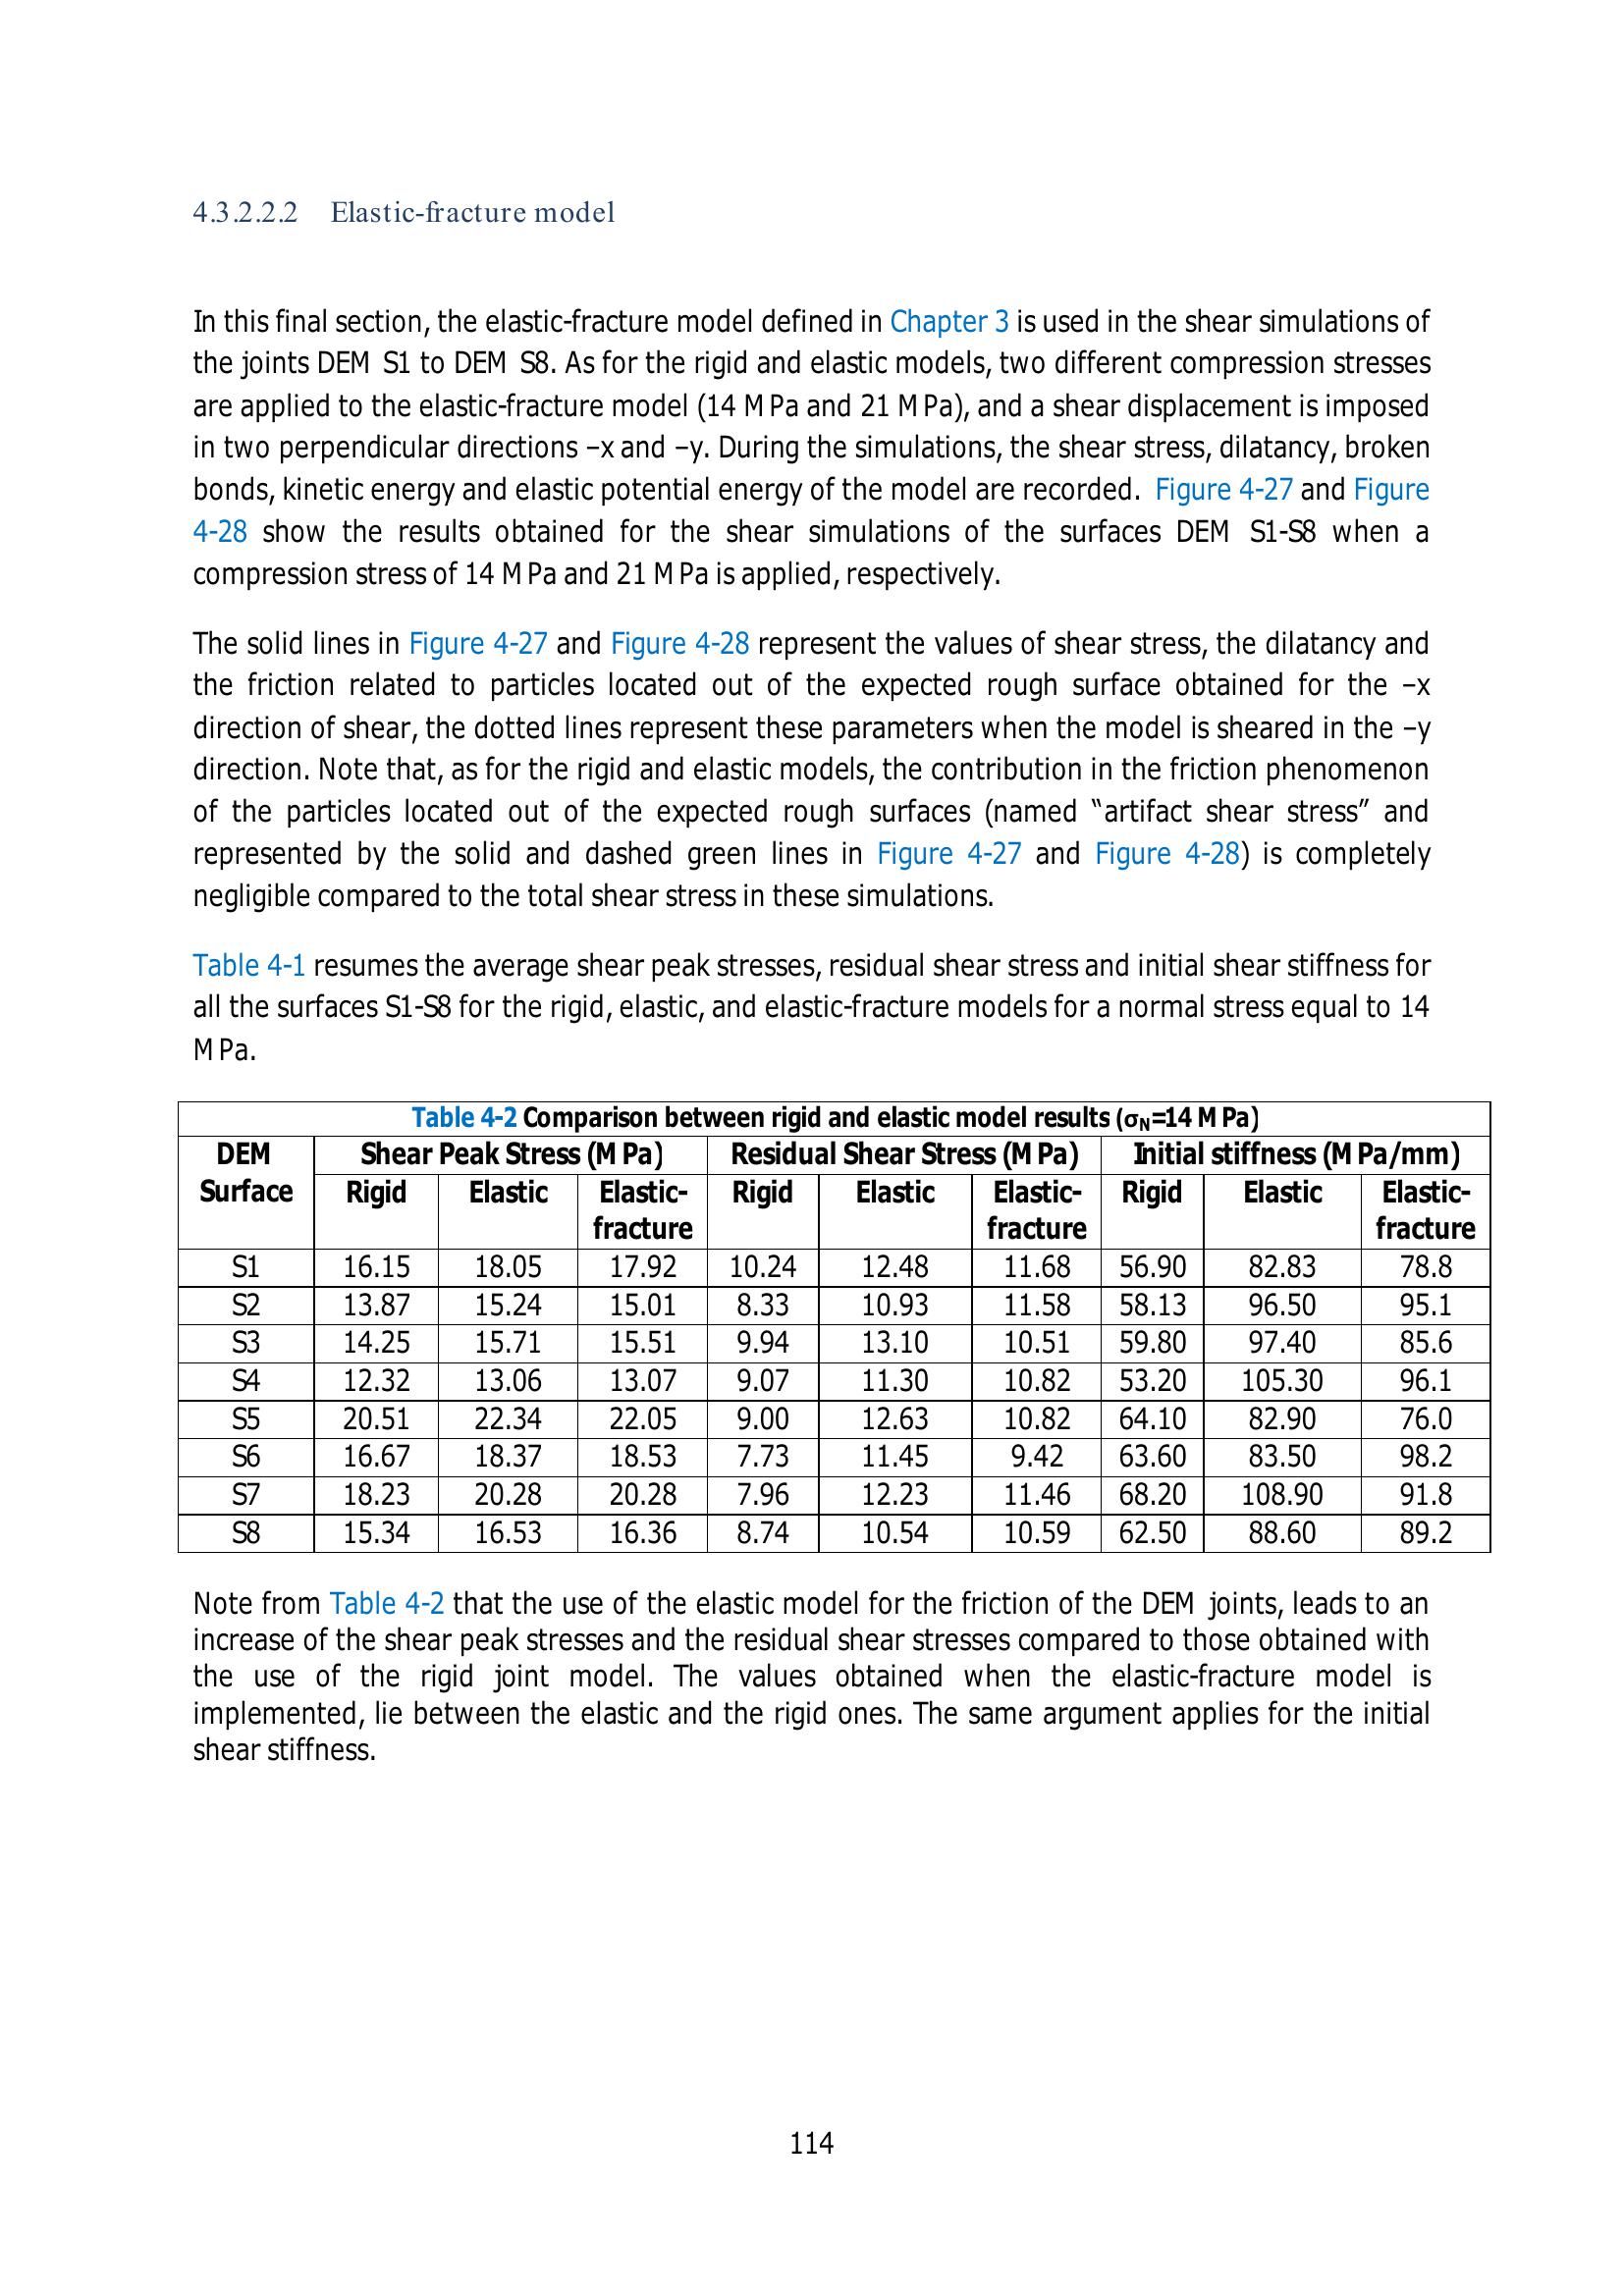 4.3.2.2.2 Elastic-fracture model
In this final section, the elastic-fracture model defined in Chapter 3 is used in the shear simulations of
the joints DEM S1 to DEM S8. As for the rigid and elastic models, two different compression stresses
are applied to the elastic-fracture model (14 MPa and 21 MPa), and a shear displacement is imposed
in two perpendicular directions –x and –y. During the simulations, the shear stress, dilatancy, broken
bonds, kinetic energy and elastic potential energy of the model are recorded. Figure 4-27 and Figure
4-28 show the results obtained for the shear simulations of the surfaces DEM S1-S8 when a
compression stress of 14 MPa and 21 MPa is applied, respectively.
The solid lines in Figure 4-27 and Figure 4-28 represent the values of shear stress, the dilatancy and
the friction related to particles located out of the expected rough surface obtained for the –x
direction of shear, the dotted lines represent these parameters when the model is sheared in the –y
direction. Note that, as for the rigid and elastic models, the contribution in the friction phenomenon
of the particles located out of the expected rough surfaces (named “artifact shear stress” and
represented by the solid and dashed green lines in Figure 4-27 and Figure 4-28) is completely
negligible compared to the total shear stress in these simulations.
Table 4-1 resumes the average shear peak stresses, residual shear stress and initial shear stiffness for
all the surfaces S1-S8 for the rigid, elastic, and elastic-fracture models for a normal stress equal to 14
MPa.
Table 4-2 Comparison between rigid and elastic model results (σN=14 MPa)
DEM Shear Peak Stress (MPa) Residual Shear Stress (MPa) Initial stiffness (MPa/mm)
Surface Rigid Elastic Elastic- Rigid Elastic Elastic- Rigid Elastic Elastic-
fracture fracture fracture
S1 16.15 18.05 17.92 10.24 12.48 11.68 56.90 82.83 78.8
S2 13.87 15.24 15.01 8.33 10.93 11.58 58.13 96.50 95.1
S3 14.25 15.71 15.51 9.94 13.10 10.51 59.80 97.40 85.6
S4 12.32 13.06 13.07 9.07 11.30 10.82 53.20 105.30 96.1
S5 20.51 22.34 22.05 9.00 12.63 10.82 64.10 82.90 76.0
S6 16.67 18.37 18.53 7.73 11.45 9.42 63.60 83.50 98.2
S7 18.23 20.28 20.28 7.96 12.23 11.46 68.20 108.90 91.8
S8 15.34 16.53 16.36 8.74 10.54 10.59 62.50 88.60 89.2
Note from Table 4-2 that the use of the elastic model for the friction of the DEM joints, leads to an
increase of the shear peak stresses and the residual shear stresses compared to those obtained with
the use of the rigid joint model. The values obtained when the elastic-fracture model is
implemented, lie between the elastic and the rigid ones. The same argument applies for the initial
shear stiffness.
114